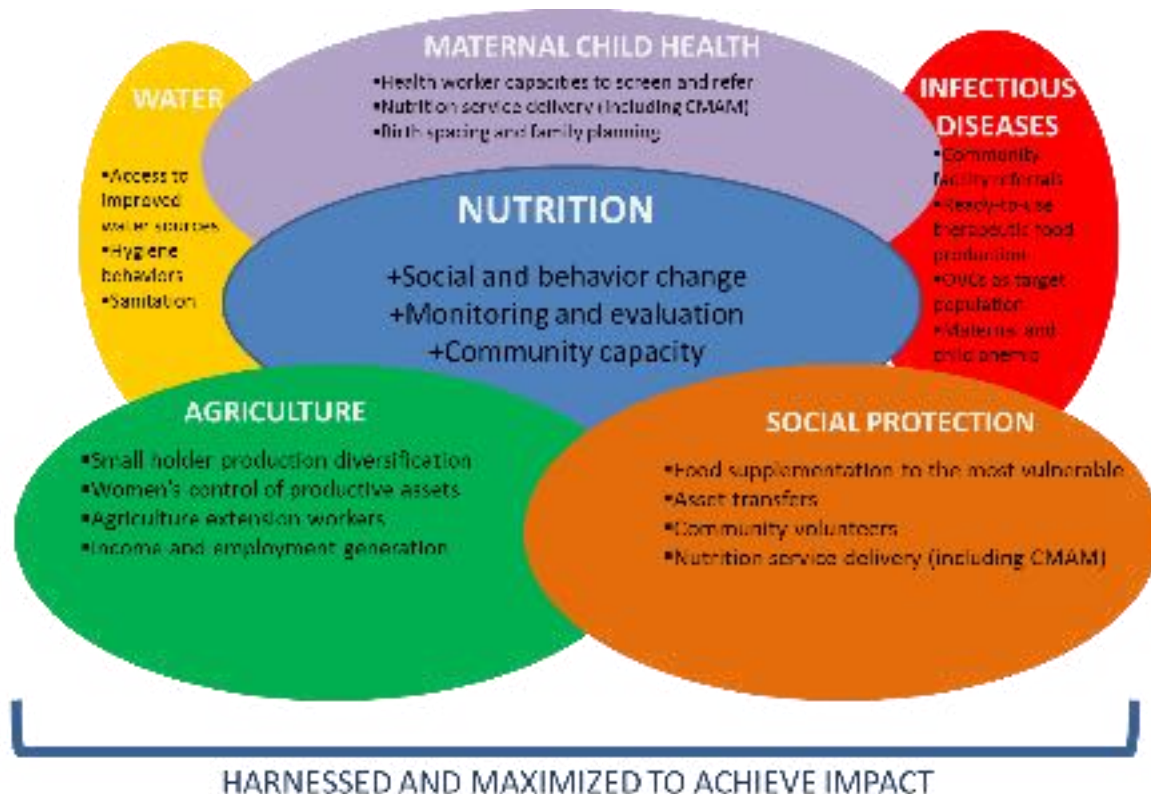 MATERNAL CHILD HEALTH
▪Health worker capacities to screen and refer
▪Nutrition service delivery (including CMAM)
▪Birth spacing and family planning
WATER
▪Access to
improved
water sources
▪Hygiene
behaviors
▪Sanitation
INFECTIOUS
DISEASES
▪Community
facility referrals
▪Ready-to-use
therapeutic food
production
▪OVCs as target
population
▪Maternal and
child anemia
NUTRITION
+Social and behavior change
+Monitoring and evaluation
+Community capacity
AGRICULTURE
▪Small holder production diversification
▪Women's control of productive assets
▪Agriculture extension workers
▪Income and employment generation
SOCIAL PROTECTION
▪Food supplementation to the most vulnerable
▪Asset transfers
▪Community volunteers
▪Nutrition service delivery (including CMAM)
HARNESSED AND MAXIMIZED TO ACHIEVE IMPACT